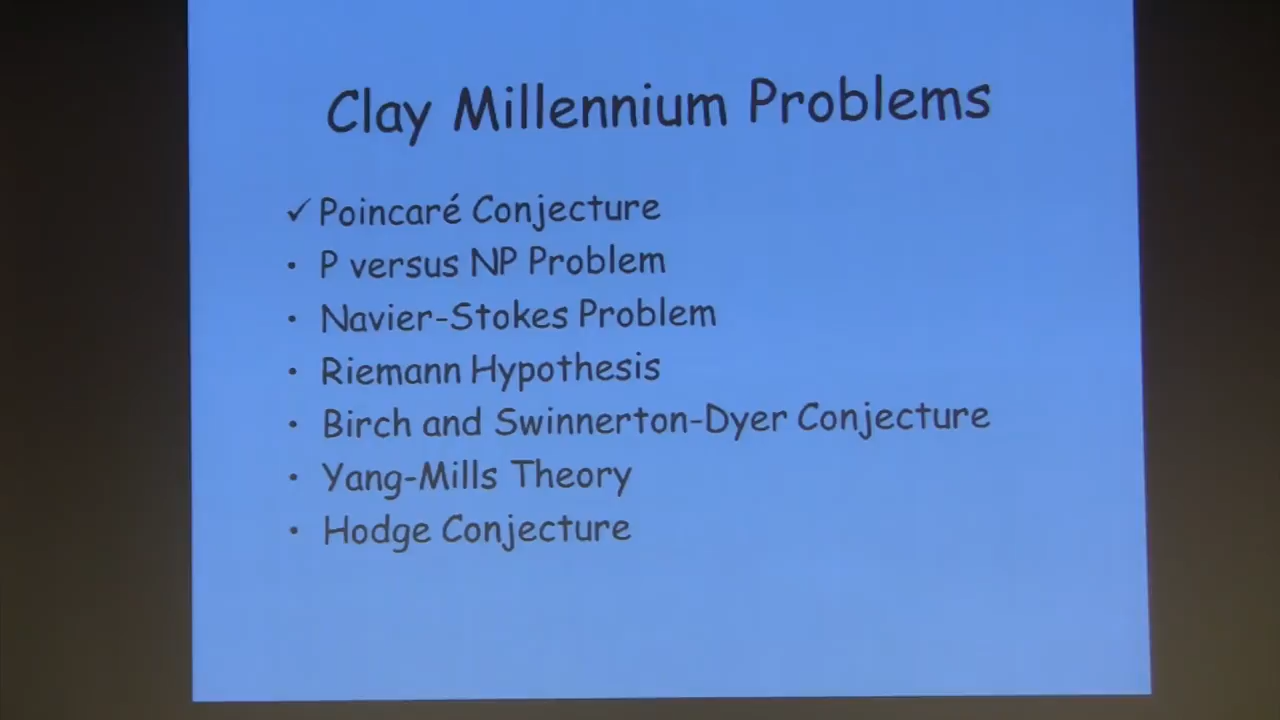 Clay Millennium Problems
✓ Poincaré Conjecture
• P versus NP Problem
• Navier-Stokes Problem
• Riemann Hypothesis
• Birch and Swinnerton-Dyer Conjecture
• Yang-Mills Theory
• Hodge Conjecture